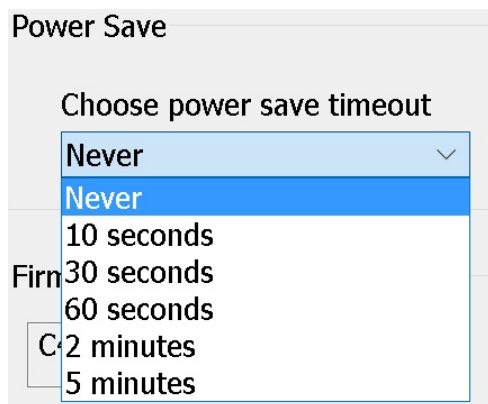 Power Save
Choose power save timeout
Never
Never
10 seconds
30 seconds
60 seconds
2 minutes
5 minutes